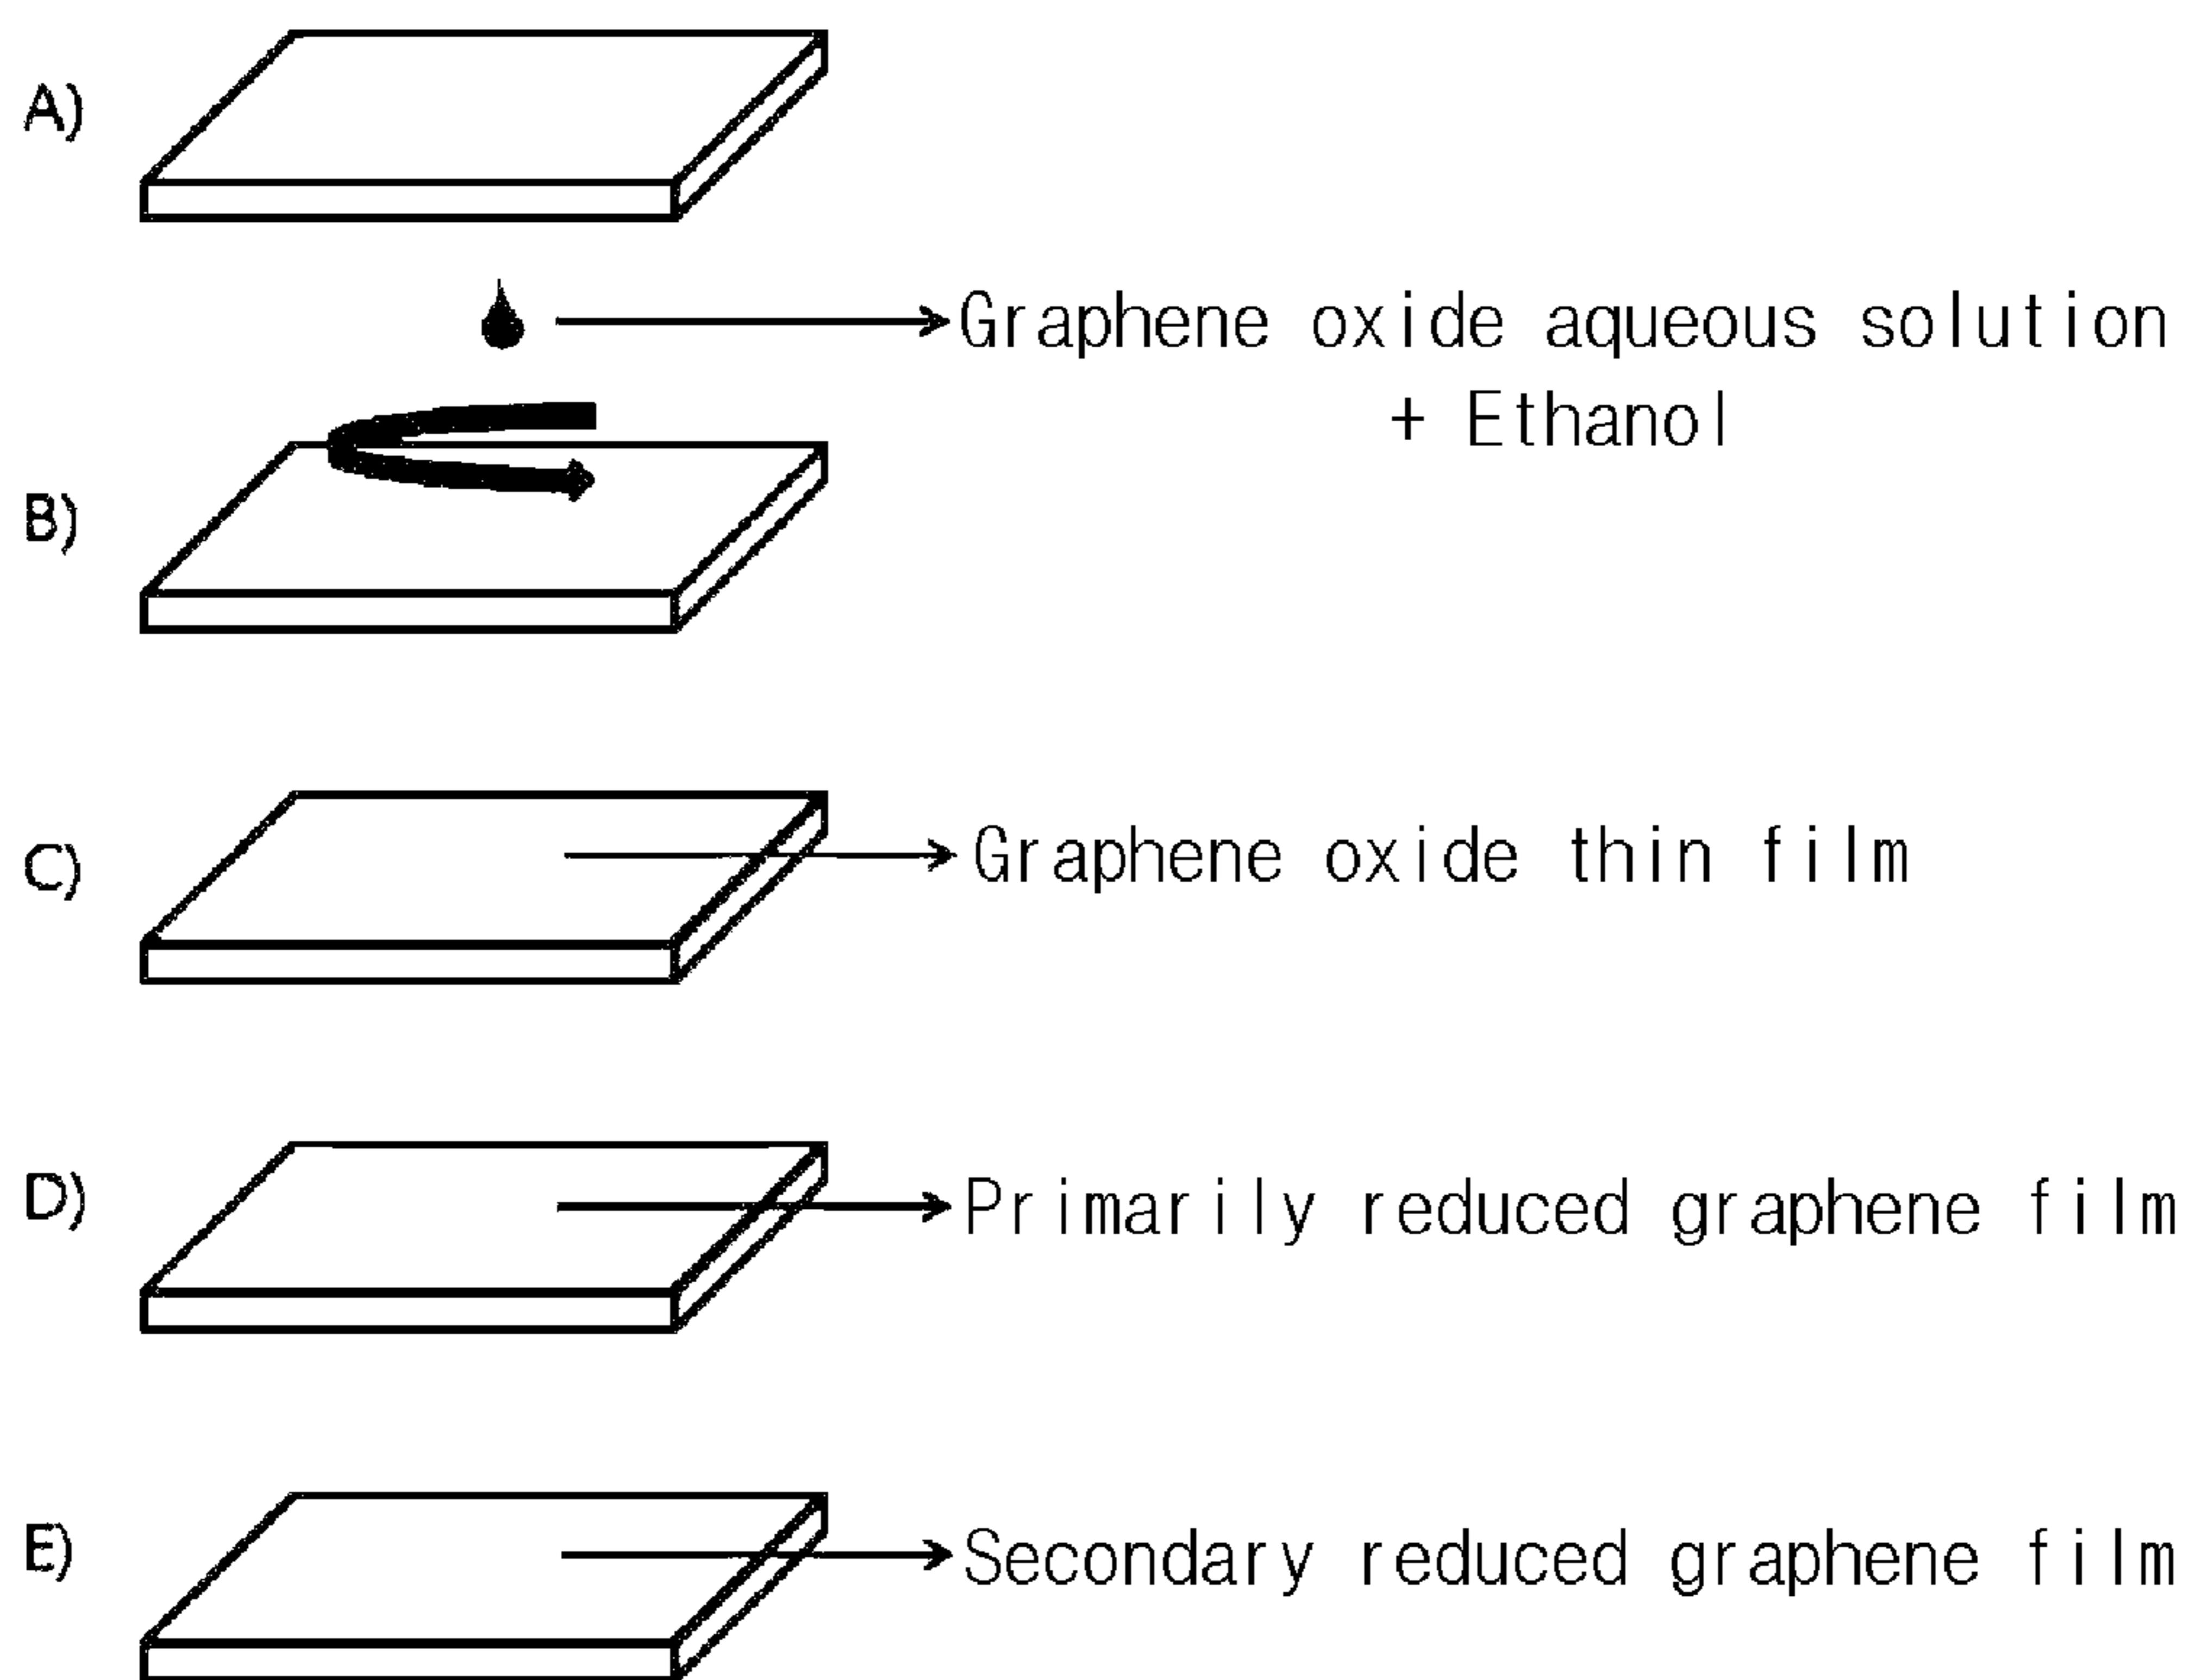 A)
Graphene oxide aqueous solution
+ Ethanol
B)
C)
Graphene oxide thin film
D)
Primarily reduced graphene film
E)
Secondary reduced graphene film